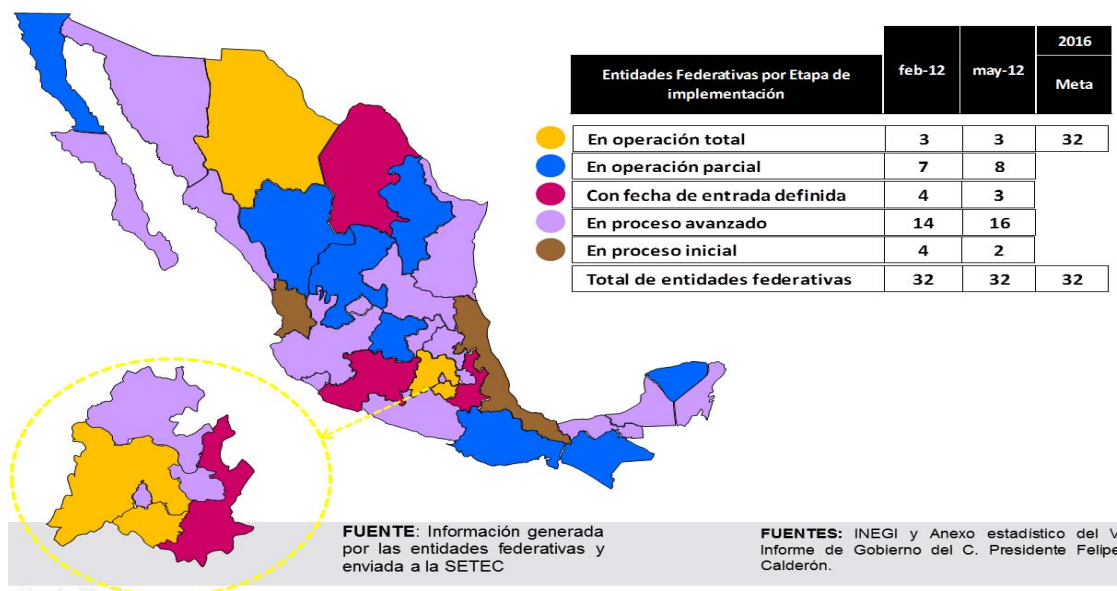 Entidades Federativas por Etapa de implementación feb-12 may-12 2016 Meta
En operación total 3 3 32
En operación parcial 7 8
Con fecha de entrada definida 4 3
En proceso avanzado 14 16
En proceso inicial 4 2
Total de entidades federativas 32 32 32
FUENTE: Información generada
por las entidades federativas y
enviada a la SETEC
FUENTES: INEGI y Anexo estadístico del V
Informe de Gobierno del C. Presidente Felipe
Calderón.